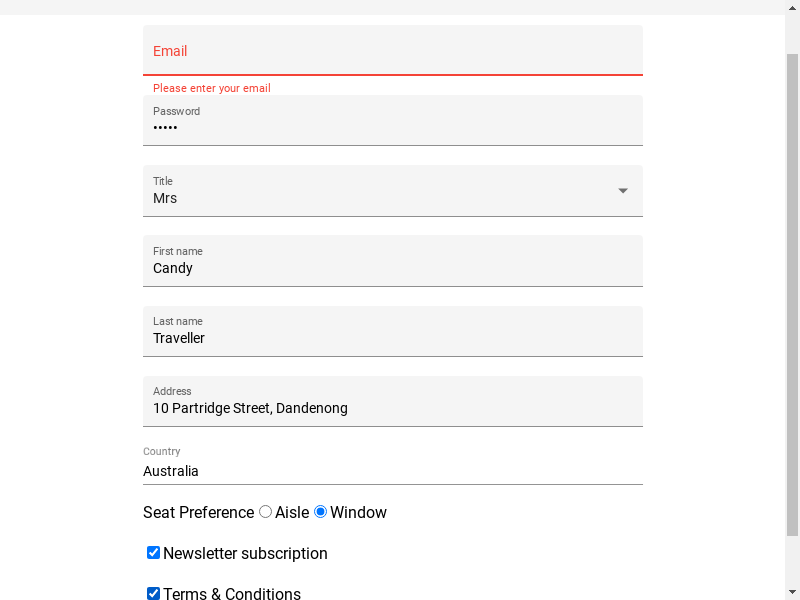 Email
Please enter your email
Password
•••••
Title
Mrs
First name
Candy
Last name
Traveller
Address
10 Partridge Street, Dandenong
Country
Australia
Seat Preference Aisle Window
Newsletter subscription
Terms & Conditions